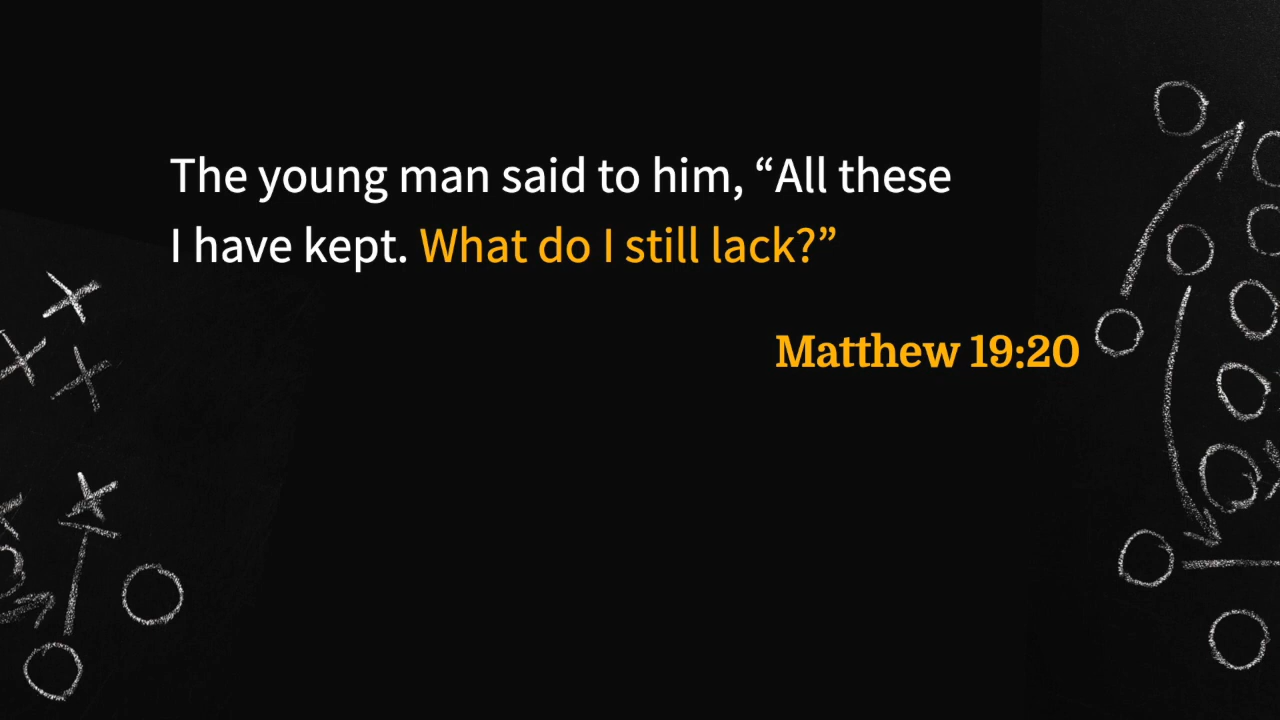 The young man said to him, “All these
I have kept. What do I still lack?”
Matthew 19:20